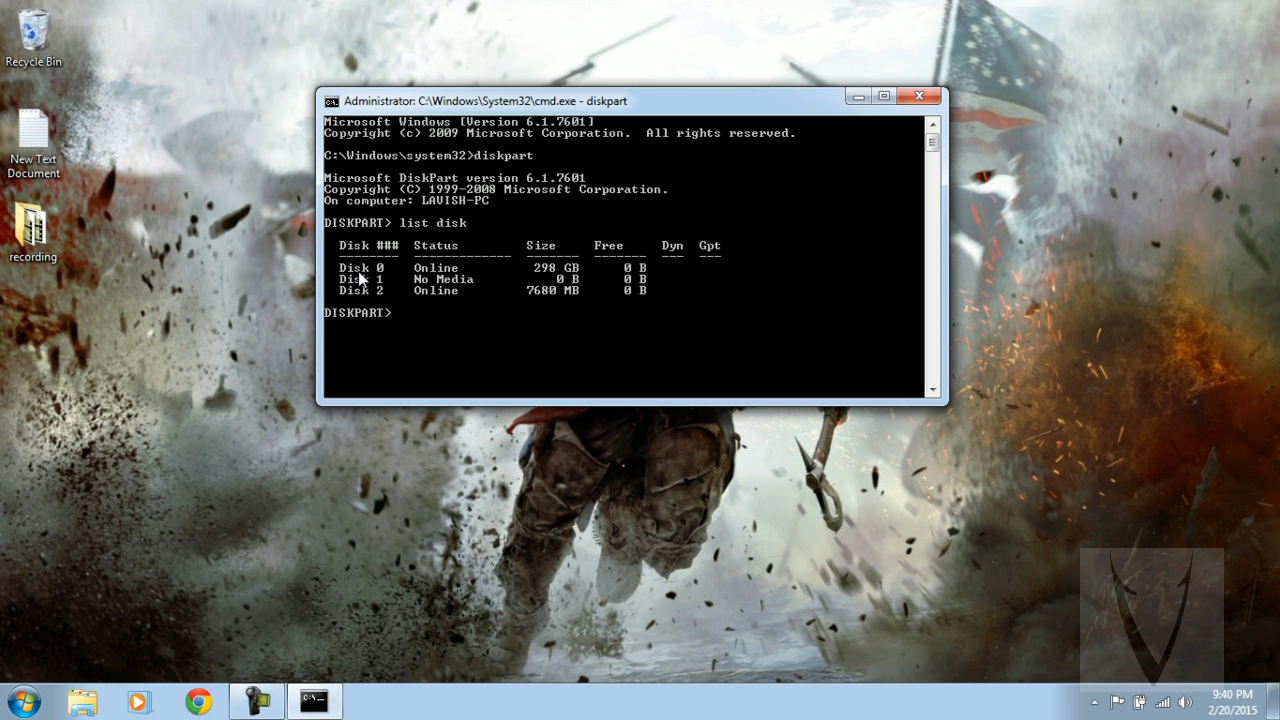 Recycle Bin
New Text
Document
recording
Administrator: C:\Windows\System32\cmd.exe - diskpart
Microsoft Windows [Version 6.1.7601]
Copyright (c) 2009 Microsoft Corporation.  All rights reserved.
C:\Windows\system32>diskpart
Microsoft DiskPart version 6.1.7601
Copyright (C) 1999-2008 Microsoft Corporation.
On computer: LAVISH-PC
DISKPART> list disk
Disk ###  Status         Size     Free     Dyn  Gpt
--------  -------------  -------  -------  ---  ---
Disk 0    Online          298 GB      0 B
Disk 1    No Media           0 B      0 B
Disk 2    Online         7680 MB      0 B
DISKPART>
9:40 PM
2/20/2015